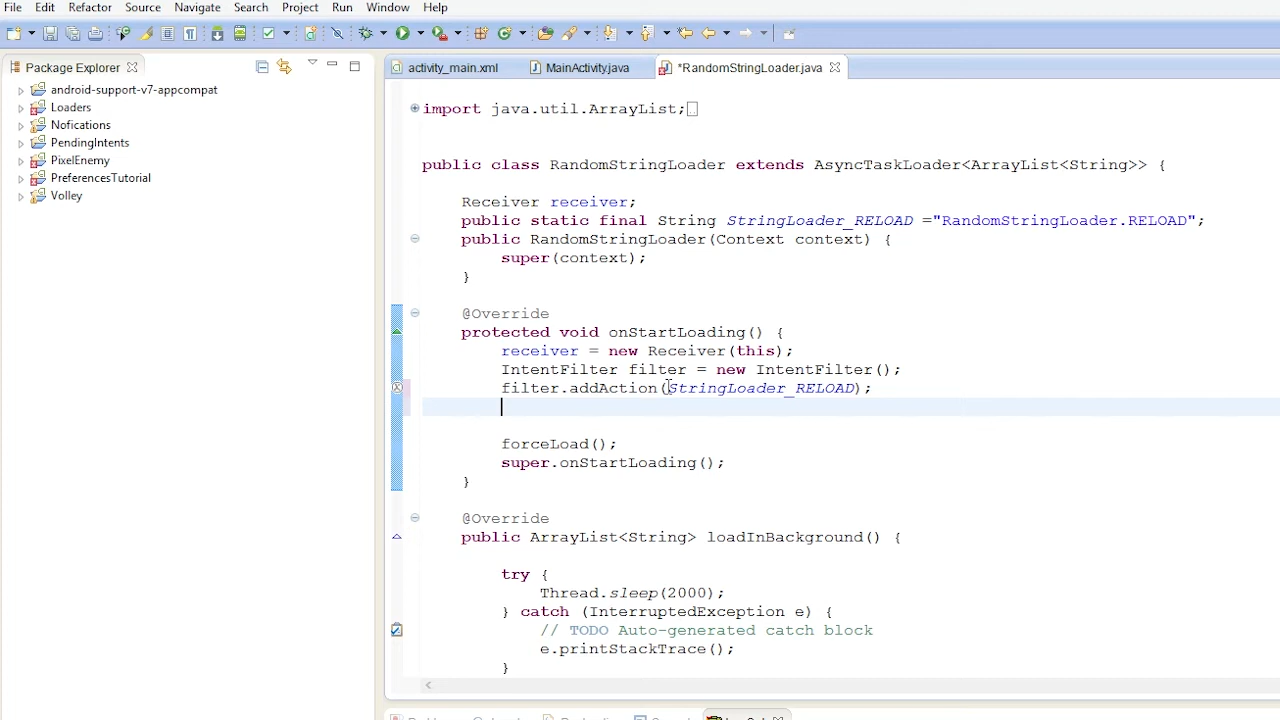 File Edit Refactor Source Navigate Search Project Run Window Help
Package Explorer
activity_main.xml MainActivity.java *RandomStringLoader.java
android-support-v7-appcompat
Loaders
Nofications
PendingIntents
PixelEnemy
PreferencesTutorial
Volley
import java.util.ArrayList;
public class RandomStringLoader extends AsyncTaskLoader<ArrayList<String>> {
Receiver receiver;
public static final String StringLoader_RELOAD ="RandomStringLoader.RELOAD";
public RandomStringLoader(Context context) {
super(context);
}
@Override
protected void onStartLoading() {
receiver = new Receiver(this);
IntentFilter filter = new IntentFilter();
filter.addAction(StringLoader_RELOAD);
forceLoad();
super.onStartLoading();
}
@Override
public ArrayList<String> loadInBackground() {
try {
Thread.sleep(2000);
} catch (InterruptedException e) {
// TODO Auto-generated catch block
e.printStackTrace();
}